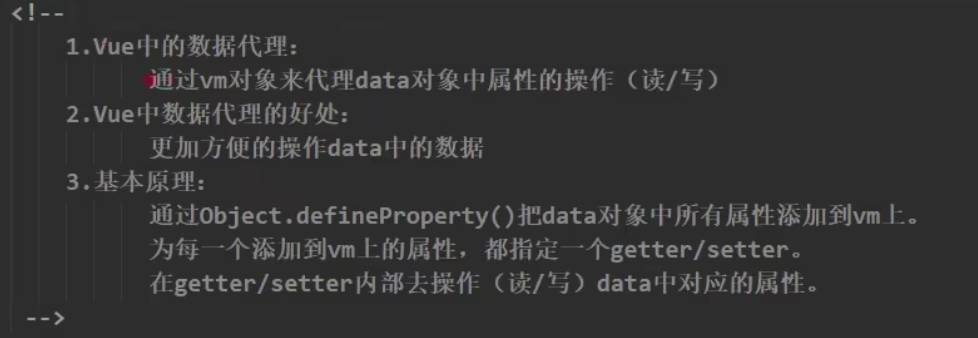 <!--
1.Vue中的数据代理：
通过vm对象来代理data对象中属性的操作（读/写）
2.Vue中数据代理的好处：
更加方便的操作data中的数据
3.基本原理：
通过Object.defineProperty()把data对象中所有属性添加到vm上。
为每一个添加到vm上的属性，都指定一个getter/setter。
在getter/setter内部去操作（读/写）data中对应的属性。
-->